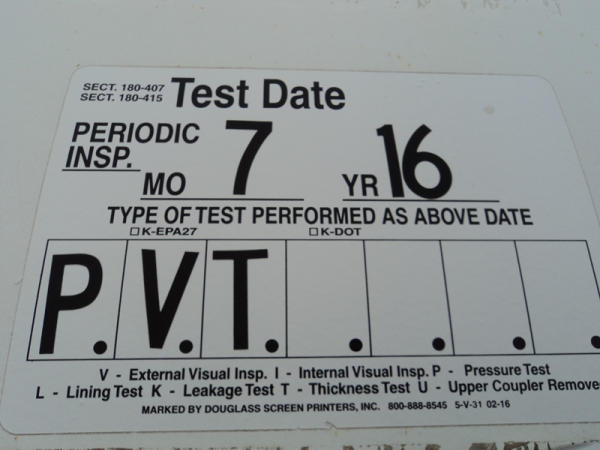 SECT. 180-407
SECT. 180-415 Test Date
PERIODIC
INSP.
MO 7 YR 16
TYPE OF TEST PERFORMED AS ABOVE DATE
☐ K-EPA27 ☐ K-DOT
P. V. T. . . . .
V - External Visual Insp. I - Internal Visual Insp. P - Pressure Test
L - Lining Test K - Leakage Test T - Thickness Test U - Upper Coupler Remove
MARKED BY DOUGLASS SCREEN PRINTERS, INC. 800-888-8545 5-V-31 02-16